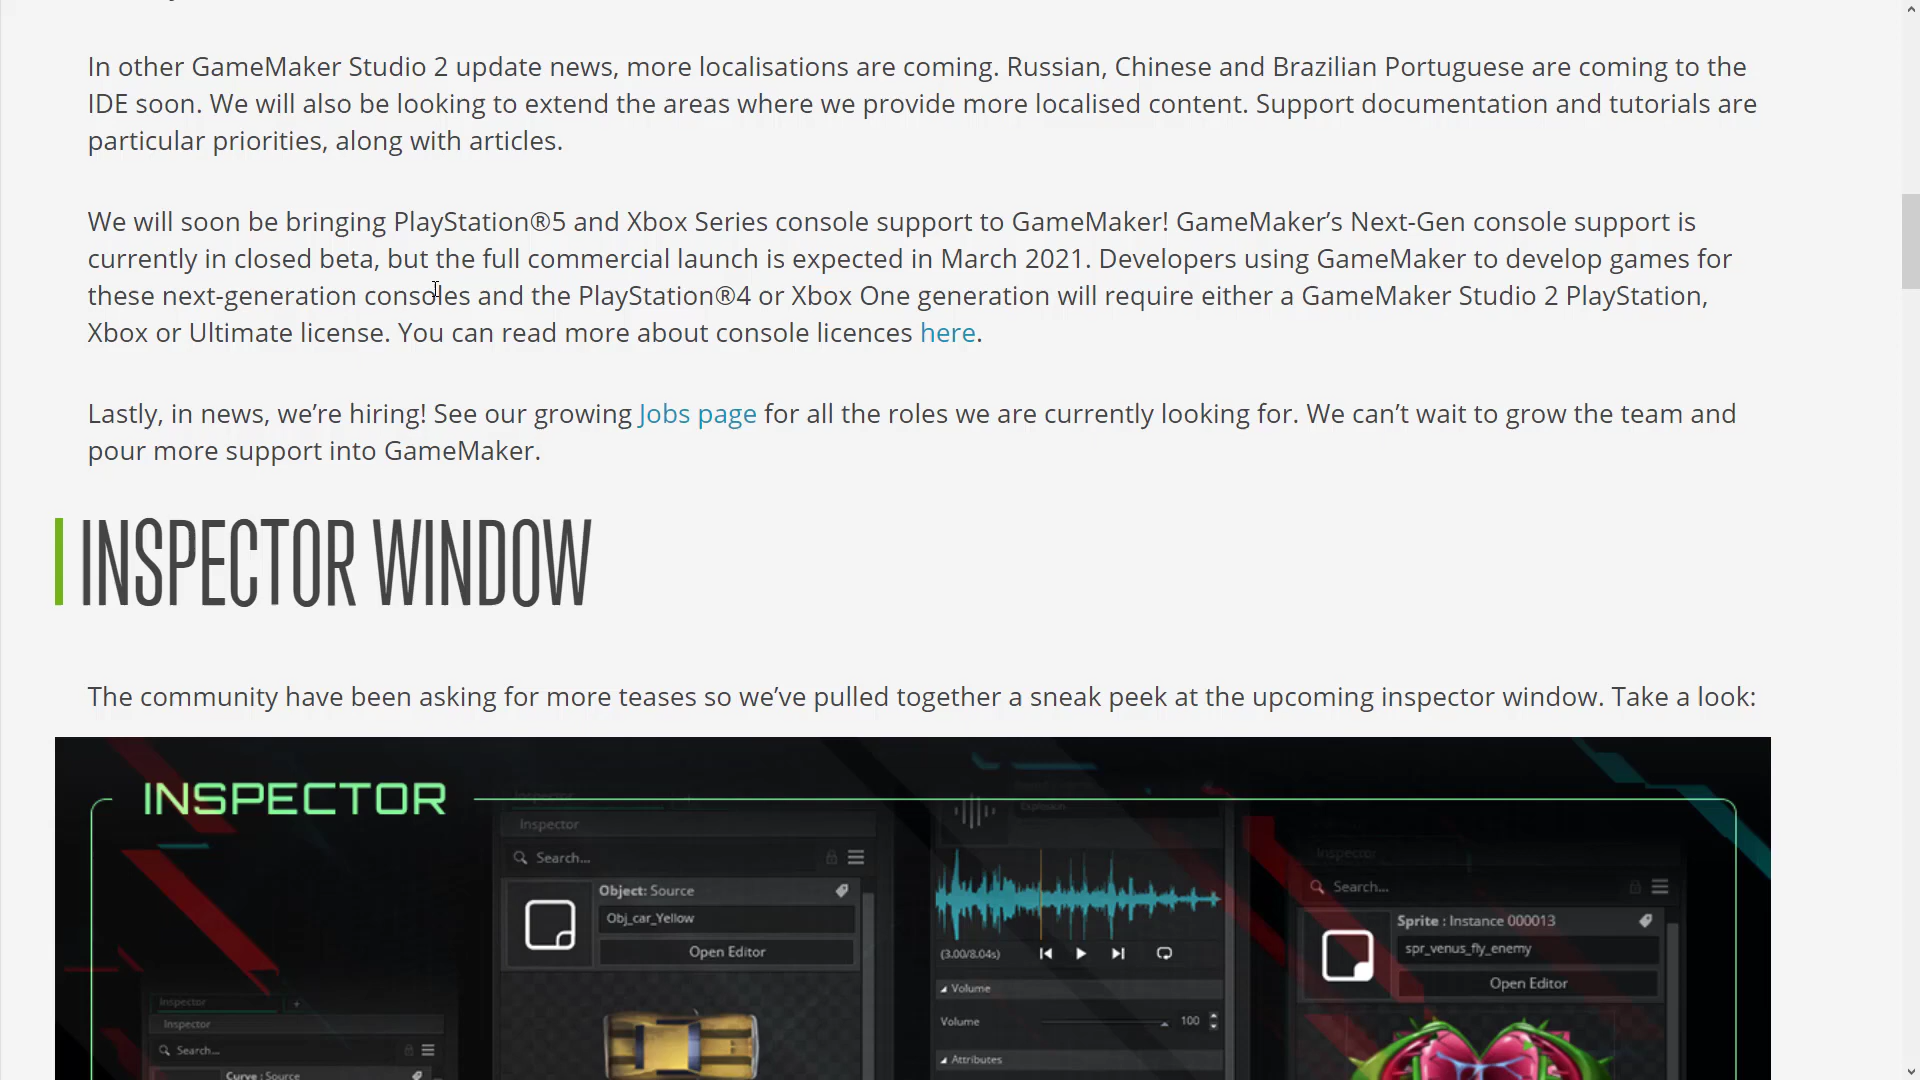 In other GameMaker Studio 2 update news, more localisations are coming. Russian, Chinese and Brazilian Portuguese are coming to the
IDE soon. We will also be looking to extend the areas where we provide more localised content. Support documentation and tutorials are
particular priorities, along with articles.
We will soon be bringing PlayStation®5 and Xbox Series console support to GameMaker! GameMaker’s Next-Gen console support is
currently in closed beta, but the full commercial launch is expected in March 2021. Developers using GameMaker to develop games for
these next-generation consoles and the PlayStation®4 or Xbox One generation will require either a GameMaker Studio 2 PlayStation,
Xbox or Ultimate license. You can read more about console licences here.
Lastly, in news, we’re hiring! See our growing Jobs page for all the roles we are currently looking for. We can’t wait to grow the team and
pour more support into GameMaker.
INSPECTOR WINDOW
The community have been asking for more teases so we’ve pulled together a sneak peek at the upcoming inspector window. Take a look:
INSPECTOR
Inspector
Inspector
Search...
Object: Source
Obj_car_Yellow
Open Editor
Explosion
(3.00/8.04s)
Volume
Volume 100
Attributes
Inspector
Search...
Sprite : Instance 000013
spr_venus_fly_enemy
Open Editor
Inspector +
Inspector
Search...
Curve : Source